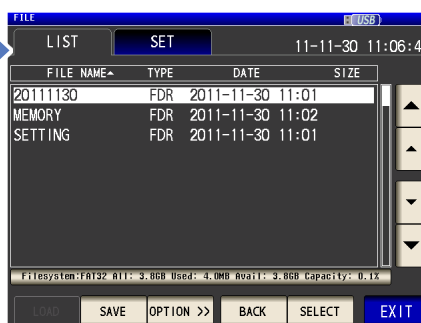 FILE USB
LIST SET 11-11-30 11:06:4
FILE NAME▲ TYPE DATE SIZE
20111130 FDR 2011-11-30 11:01
MEMORY FDR 2011-11-30 11:02
SETTING FDR 2011-11-30 11:01
Filesystem:FAT32 All: 3.8GB Used: 4.0MB Avail: 3.8GB Capacity: 0.1%
LOAD SAVE OPTION >> BACK SELECT EXIT